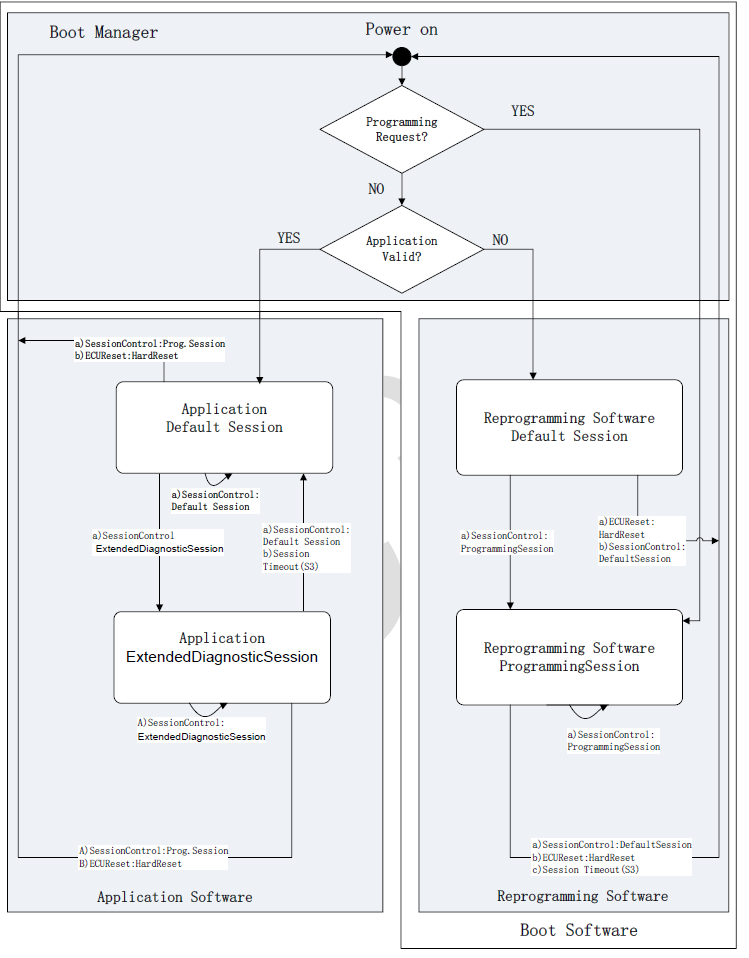 Boot Manager
Power on
Programming
Request?
YES
NO
Application
Valid?
YES
NO
a)SessionControl:Prog.Session
b)ECUReset:HardReset
Application
Default Session
a)SessionControl:
Default Session
a)SessionControl
ExtendedDiagnosticSession
a)SessionControl:
Default Session
b)Session
Timeout(S3)
Application
ExtendedDiagnosticSession
A)SessionControl:
ExtendedDiagnosticSession
A)SessionControl:Prog.Session
B)ECUReset:HardReset
Application Software
Reprogramming Software
Default Session
a)SessionControl:
ProgrammingSession
a)ECUReset:
HardReset
b)SessionControl:
DefaultSession
Reprogramming Software
ProgrammingSession
a)SessionControl:
ProgrammingSession
a)SessionControl:DefaultSession
b)ECUReset:HardReset
c)Session Timeout(S3)
Reprogramming Software
Boot Software